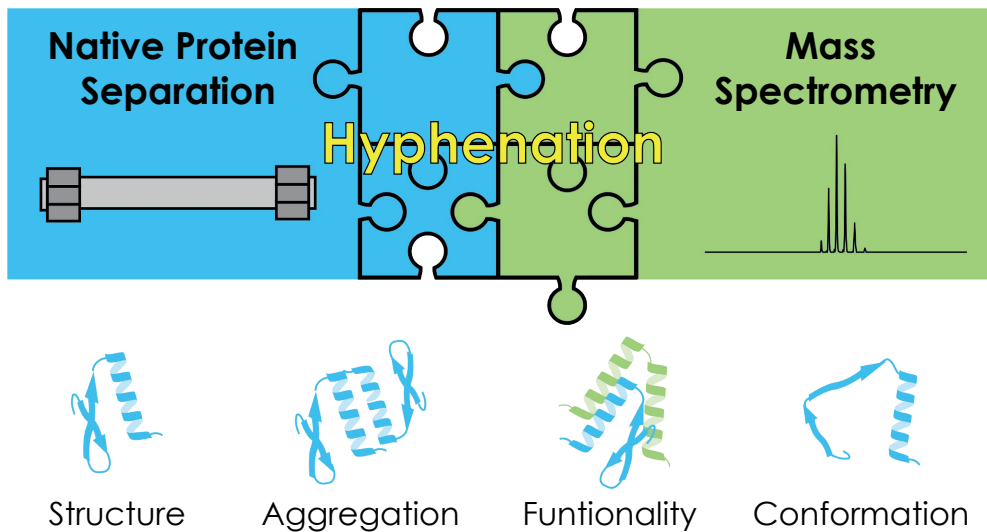 Native Protein
Separation
Mass
Spectrometry
Hyphenation
Structure
Aggregation
Funtionality
Conformation